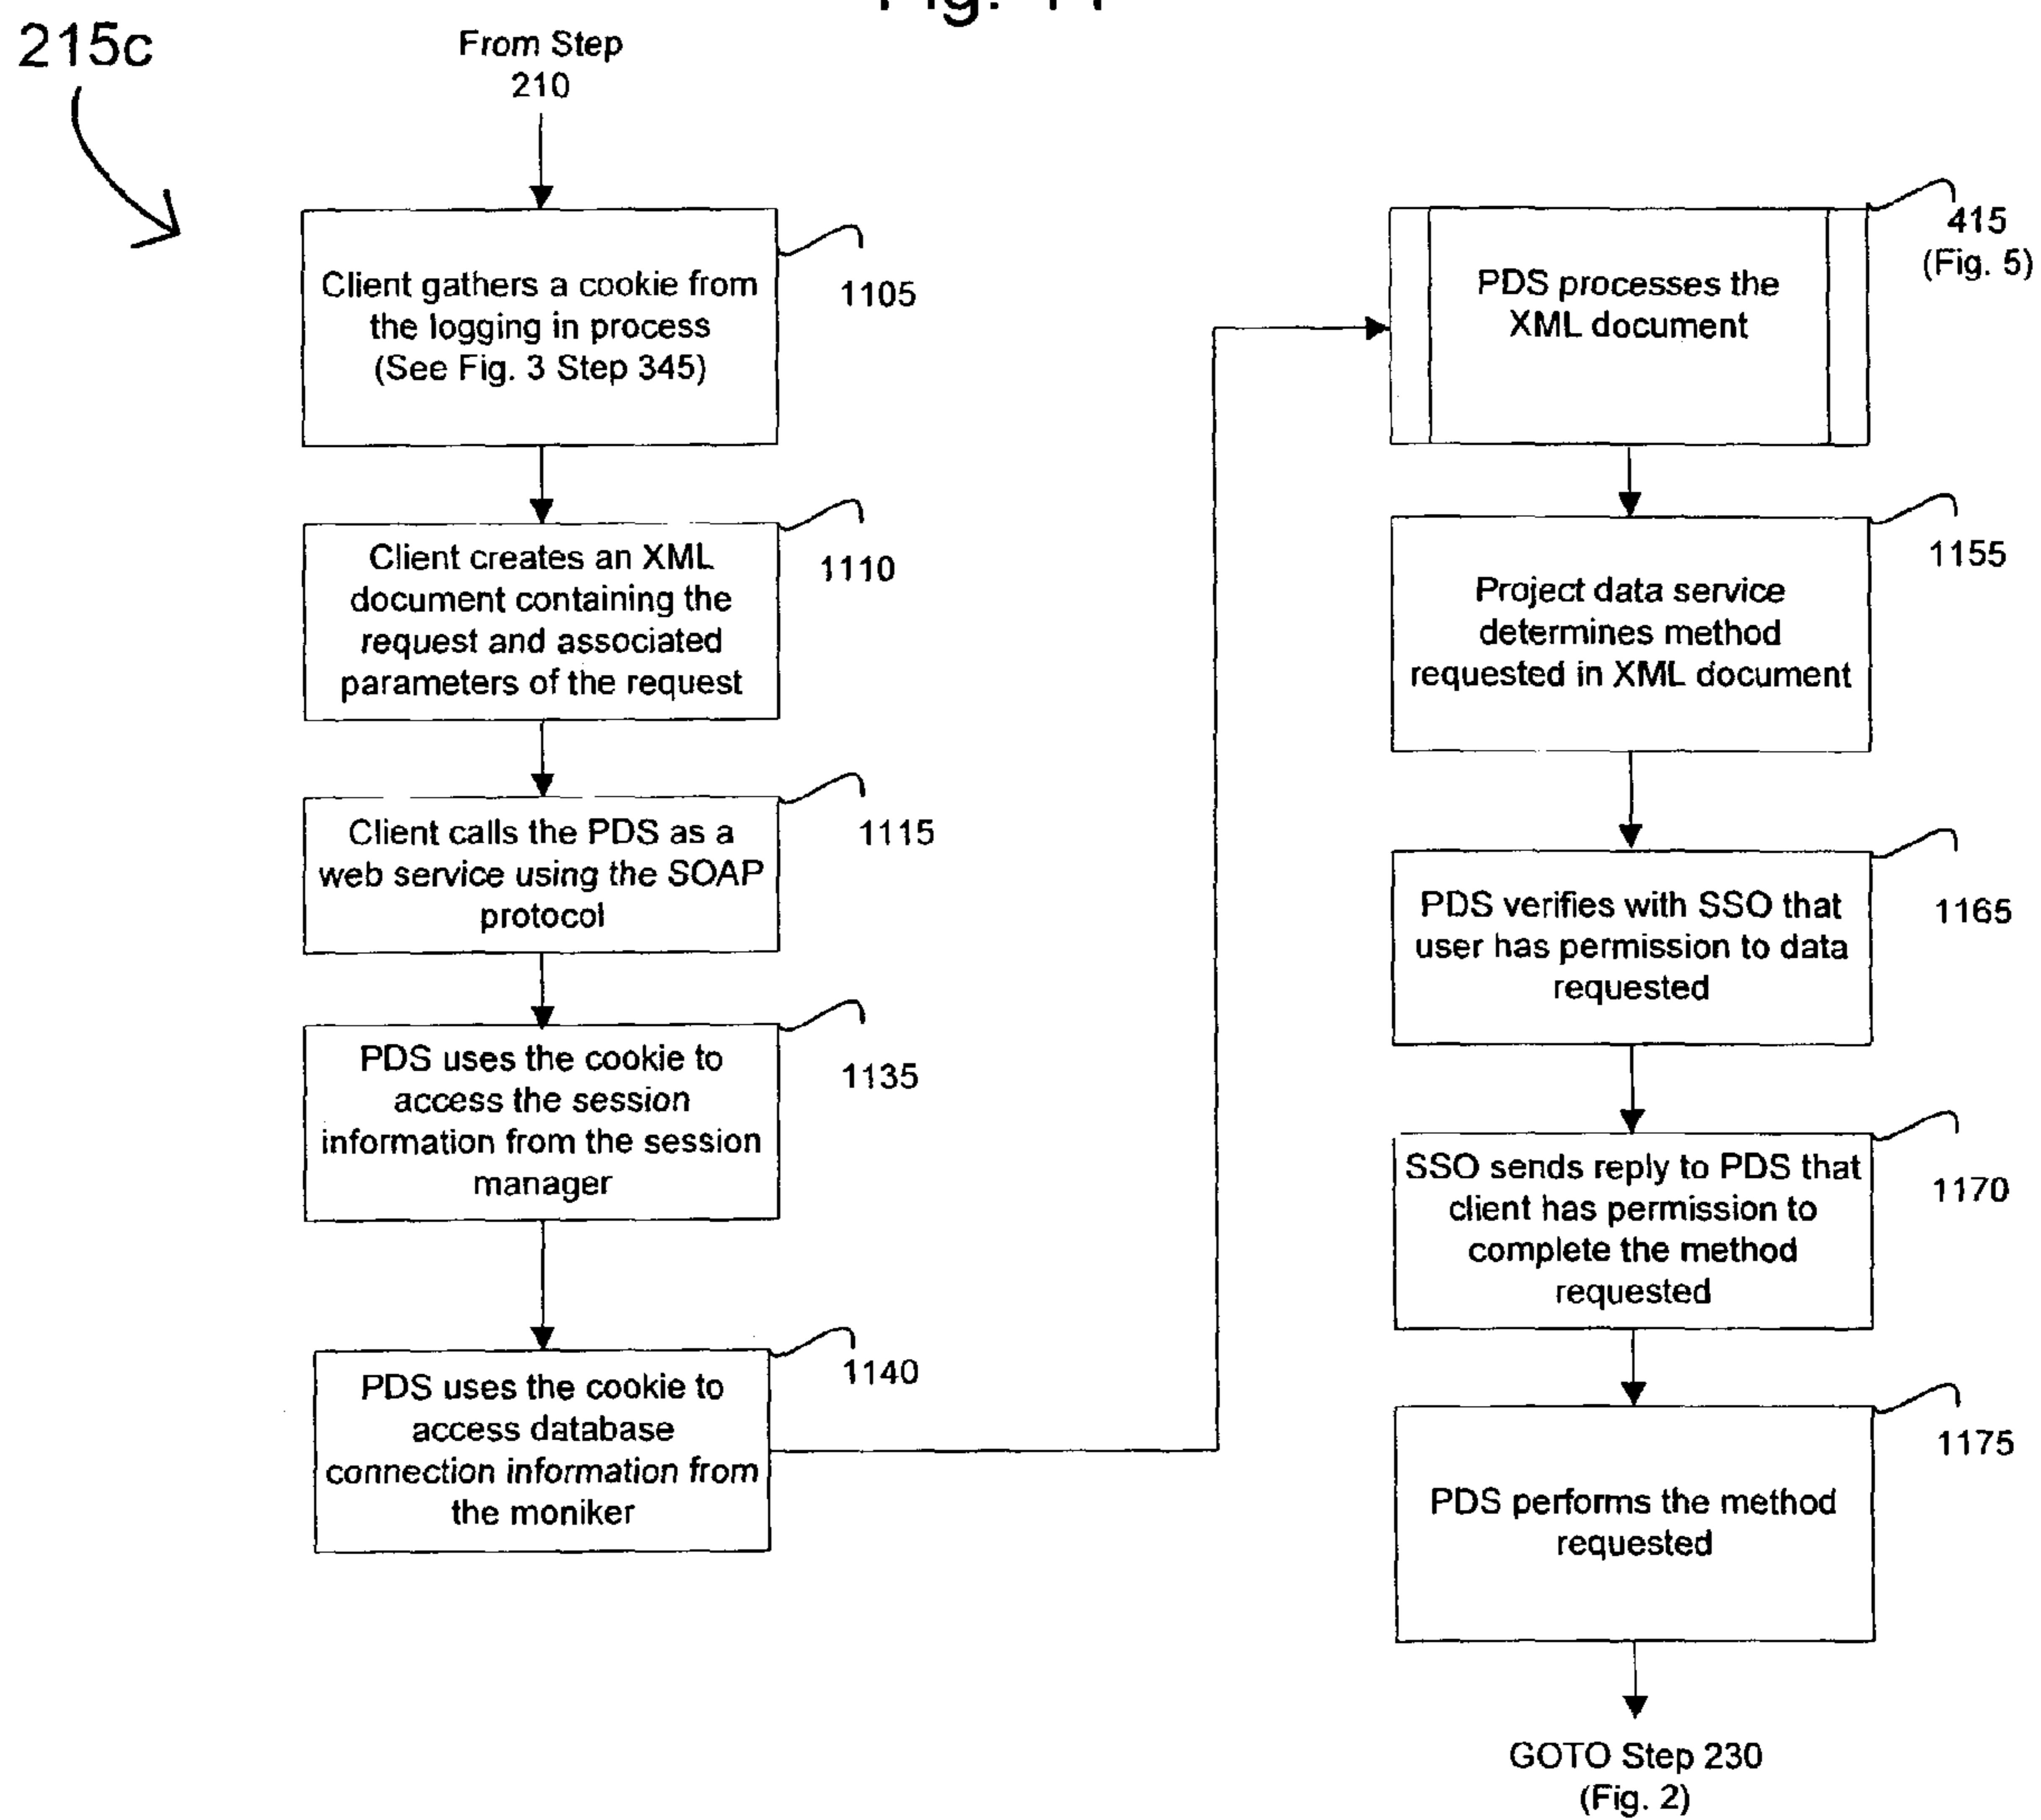 215c
From Step
210
Client gathers a cookie from
the logging in process
(See Fig. 3 Step 345)
1105
Client creates an XML
document containing the
request and associated
parameters of the request
1110
Client calls the PDS as a
web service using the SOAP
protocol
1115
PDS uses the cookie to
access the session
information from the session
manager
1135
PDS uses the cookie to
access database
connection information from
the moniker
1140
PDS processes the
XML document
415
(Fig. 5)
Project data service
determines method
requested in XML document
1155
PDS verifies with SSO that
user has permission to data
requested
1165
SSO sends reply to PDS that
client has permission to
complete the method
requested
1170
PDS performs the method
requested
1175
GOTO Step 230
(Fig. 2)